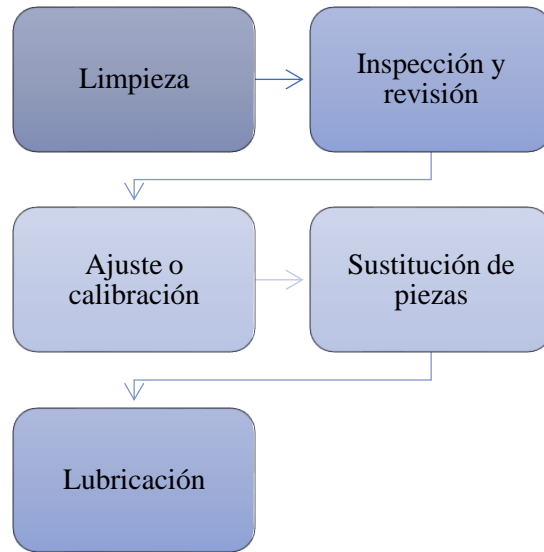 Limpieza
Inspección y
revisión
Ajuste o
calibración
Sustitución de
piezas
Lubricación